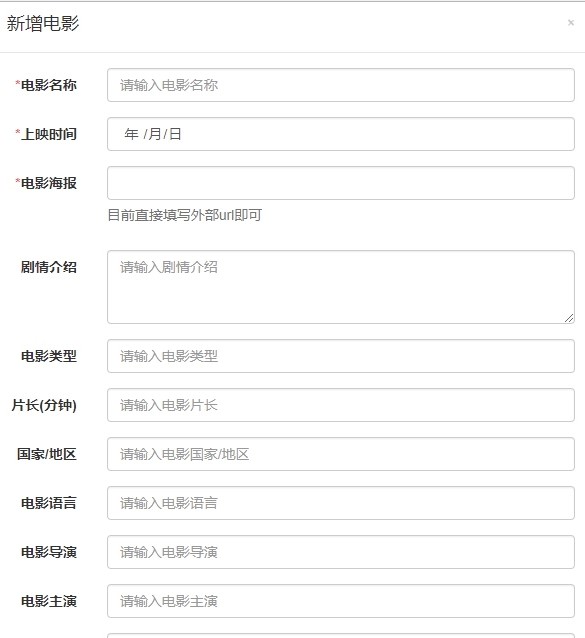 新增电影 ×
*电影名称 请输入电影名称
*上映时间 年 /月/日
*电影海报
目前直接填写外部url即可
剧情介绍 请输入剧情介绍
电影类型 请输入电影类型
片长(分钟) 请输入电影片长
国家/地区 请输入电影国家/地区
电影语言 请输入电影语言
电影导演 请输入电影导演
电影主演 请输入电影主演